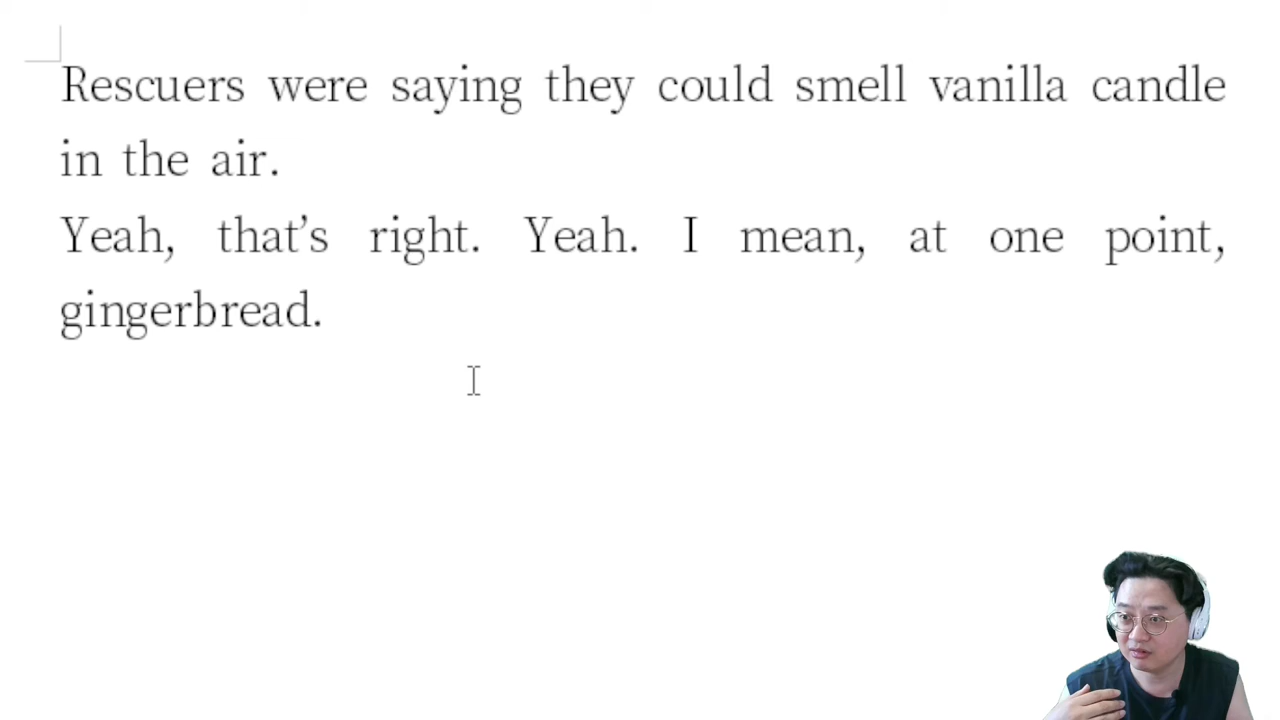 Rescuers were saying they could smell vanilla candle
in the air.
Yeah, that’s right. Yeah. I mean, at one point,
gingerbread.